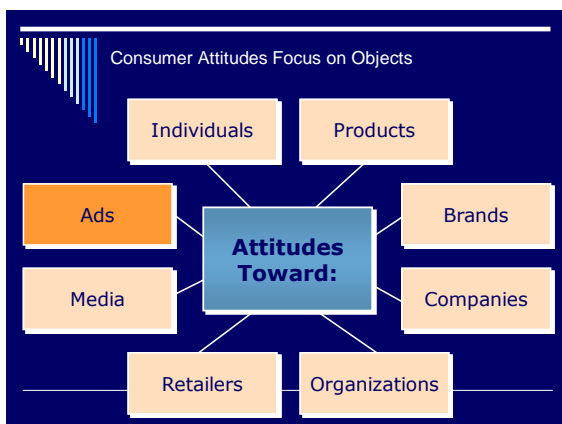 Consumer Attitudes Focus on Objects
Individuals
Products
Ads
Brands
Attitudes
Toward:
Media
Companies
Retailers
Organizations